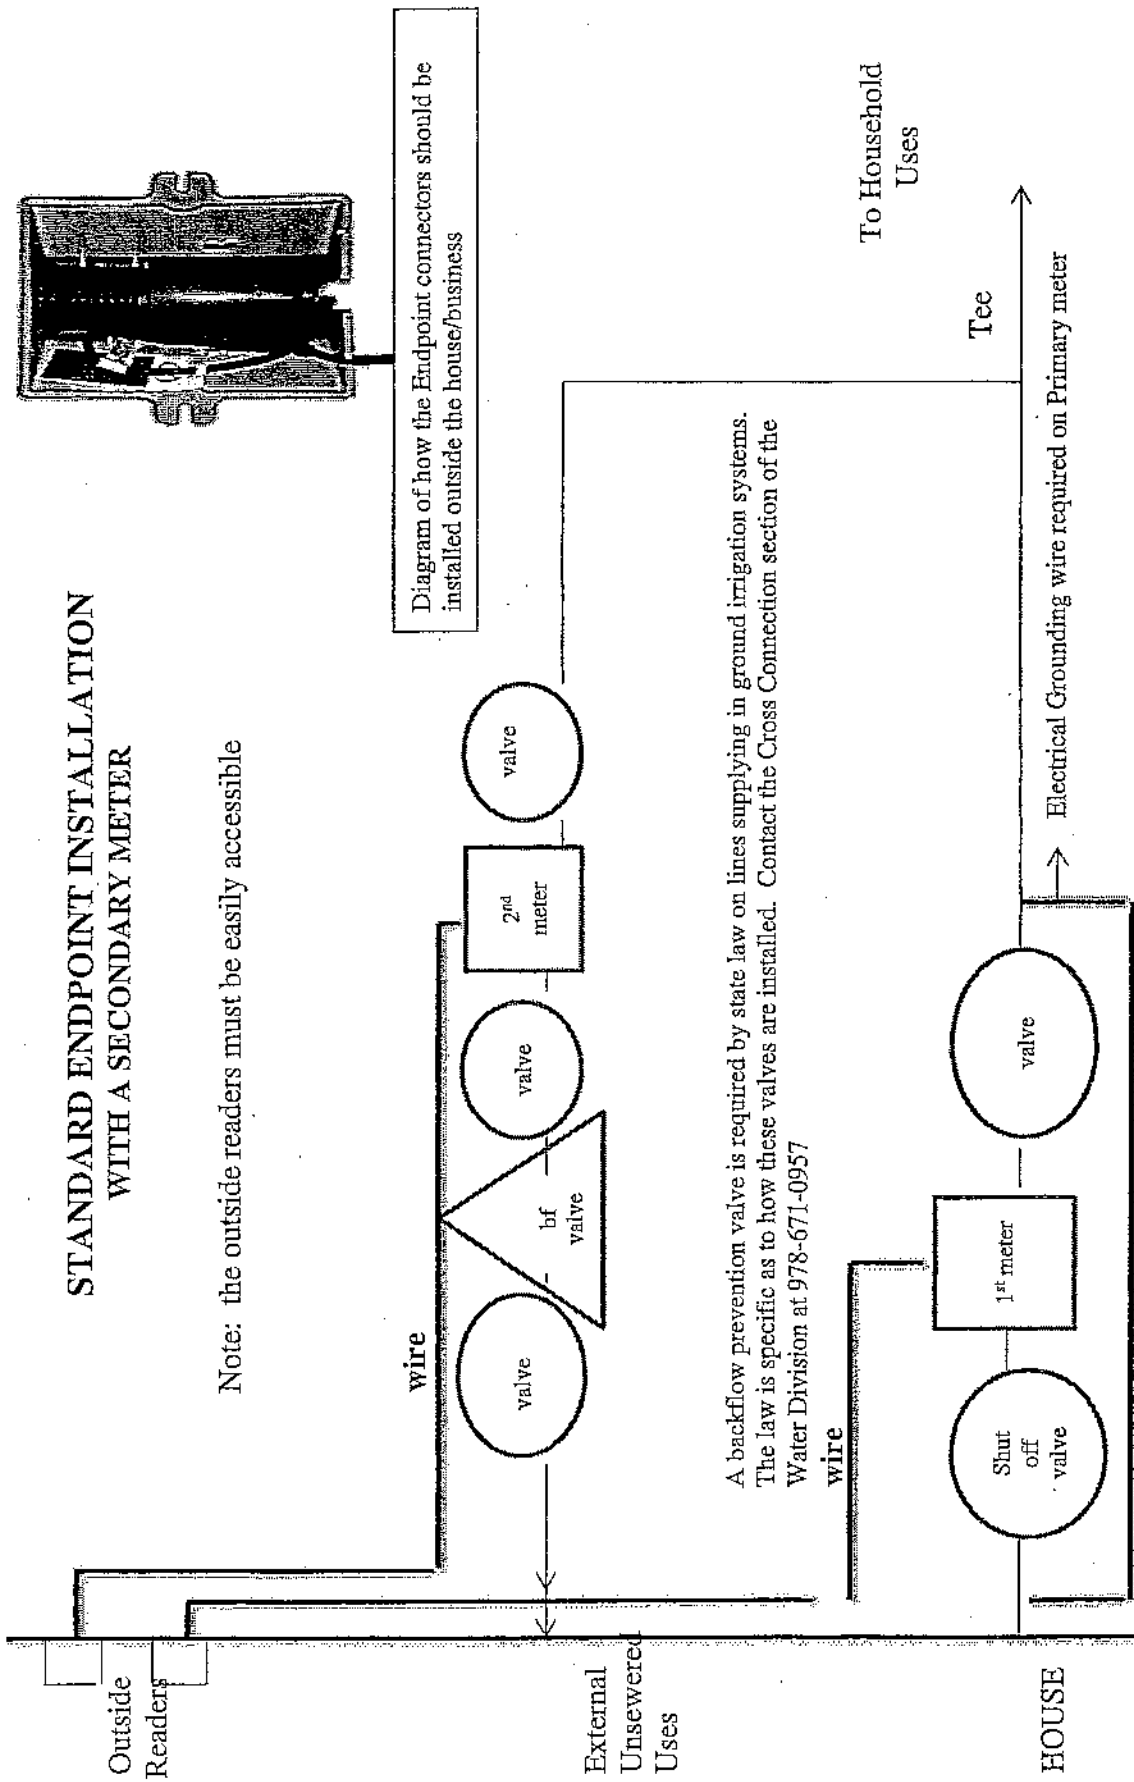 STANDARD ENDPOINT INSTALLATION
WITH A SECONDARY METER
Note: the outside readers must be easily accessible
Diagram of how the Endpoint connectors should be
installed outside the house/business
Outside
Readers
wire
valve
bf
valve
valve
2nd
meter
valve
External
Unsewered
Uses
A backflow prevention valve is required by state law on lines supplying in ground irrigation systems.
The law is specific as to how these valves are installed. Contact the Cross Connection section of the
Water Division at 978-671-0957
wire
To Household
Uses
Tee
HOUSE
Shut
off
valve
1st meter
valve
Electrical Grounding wire required on Primary meter